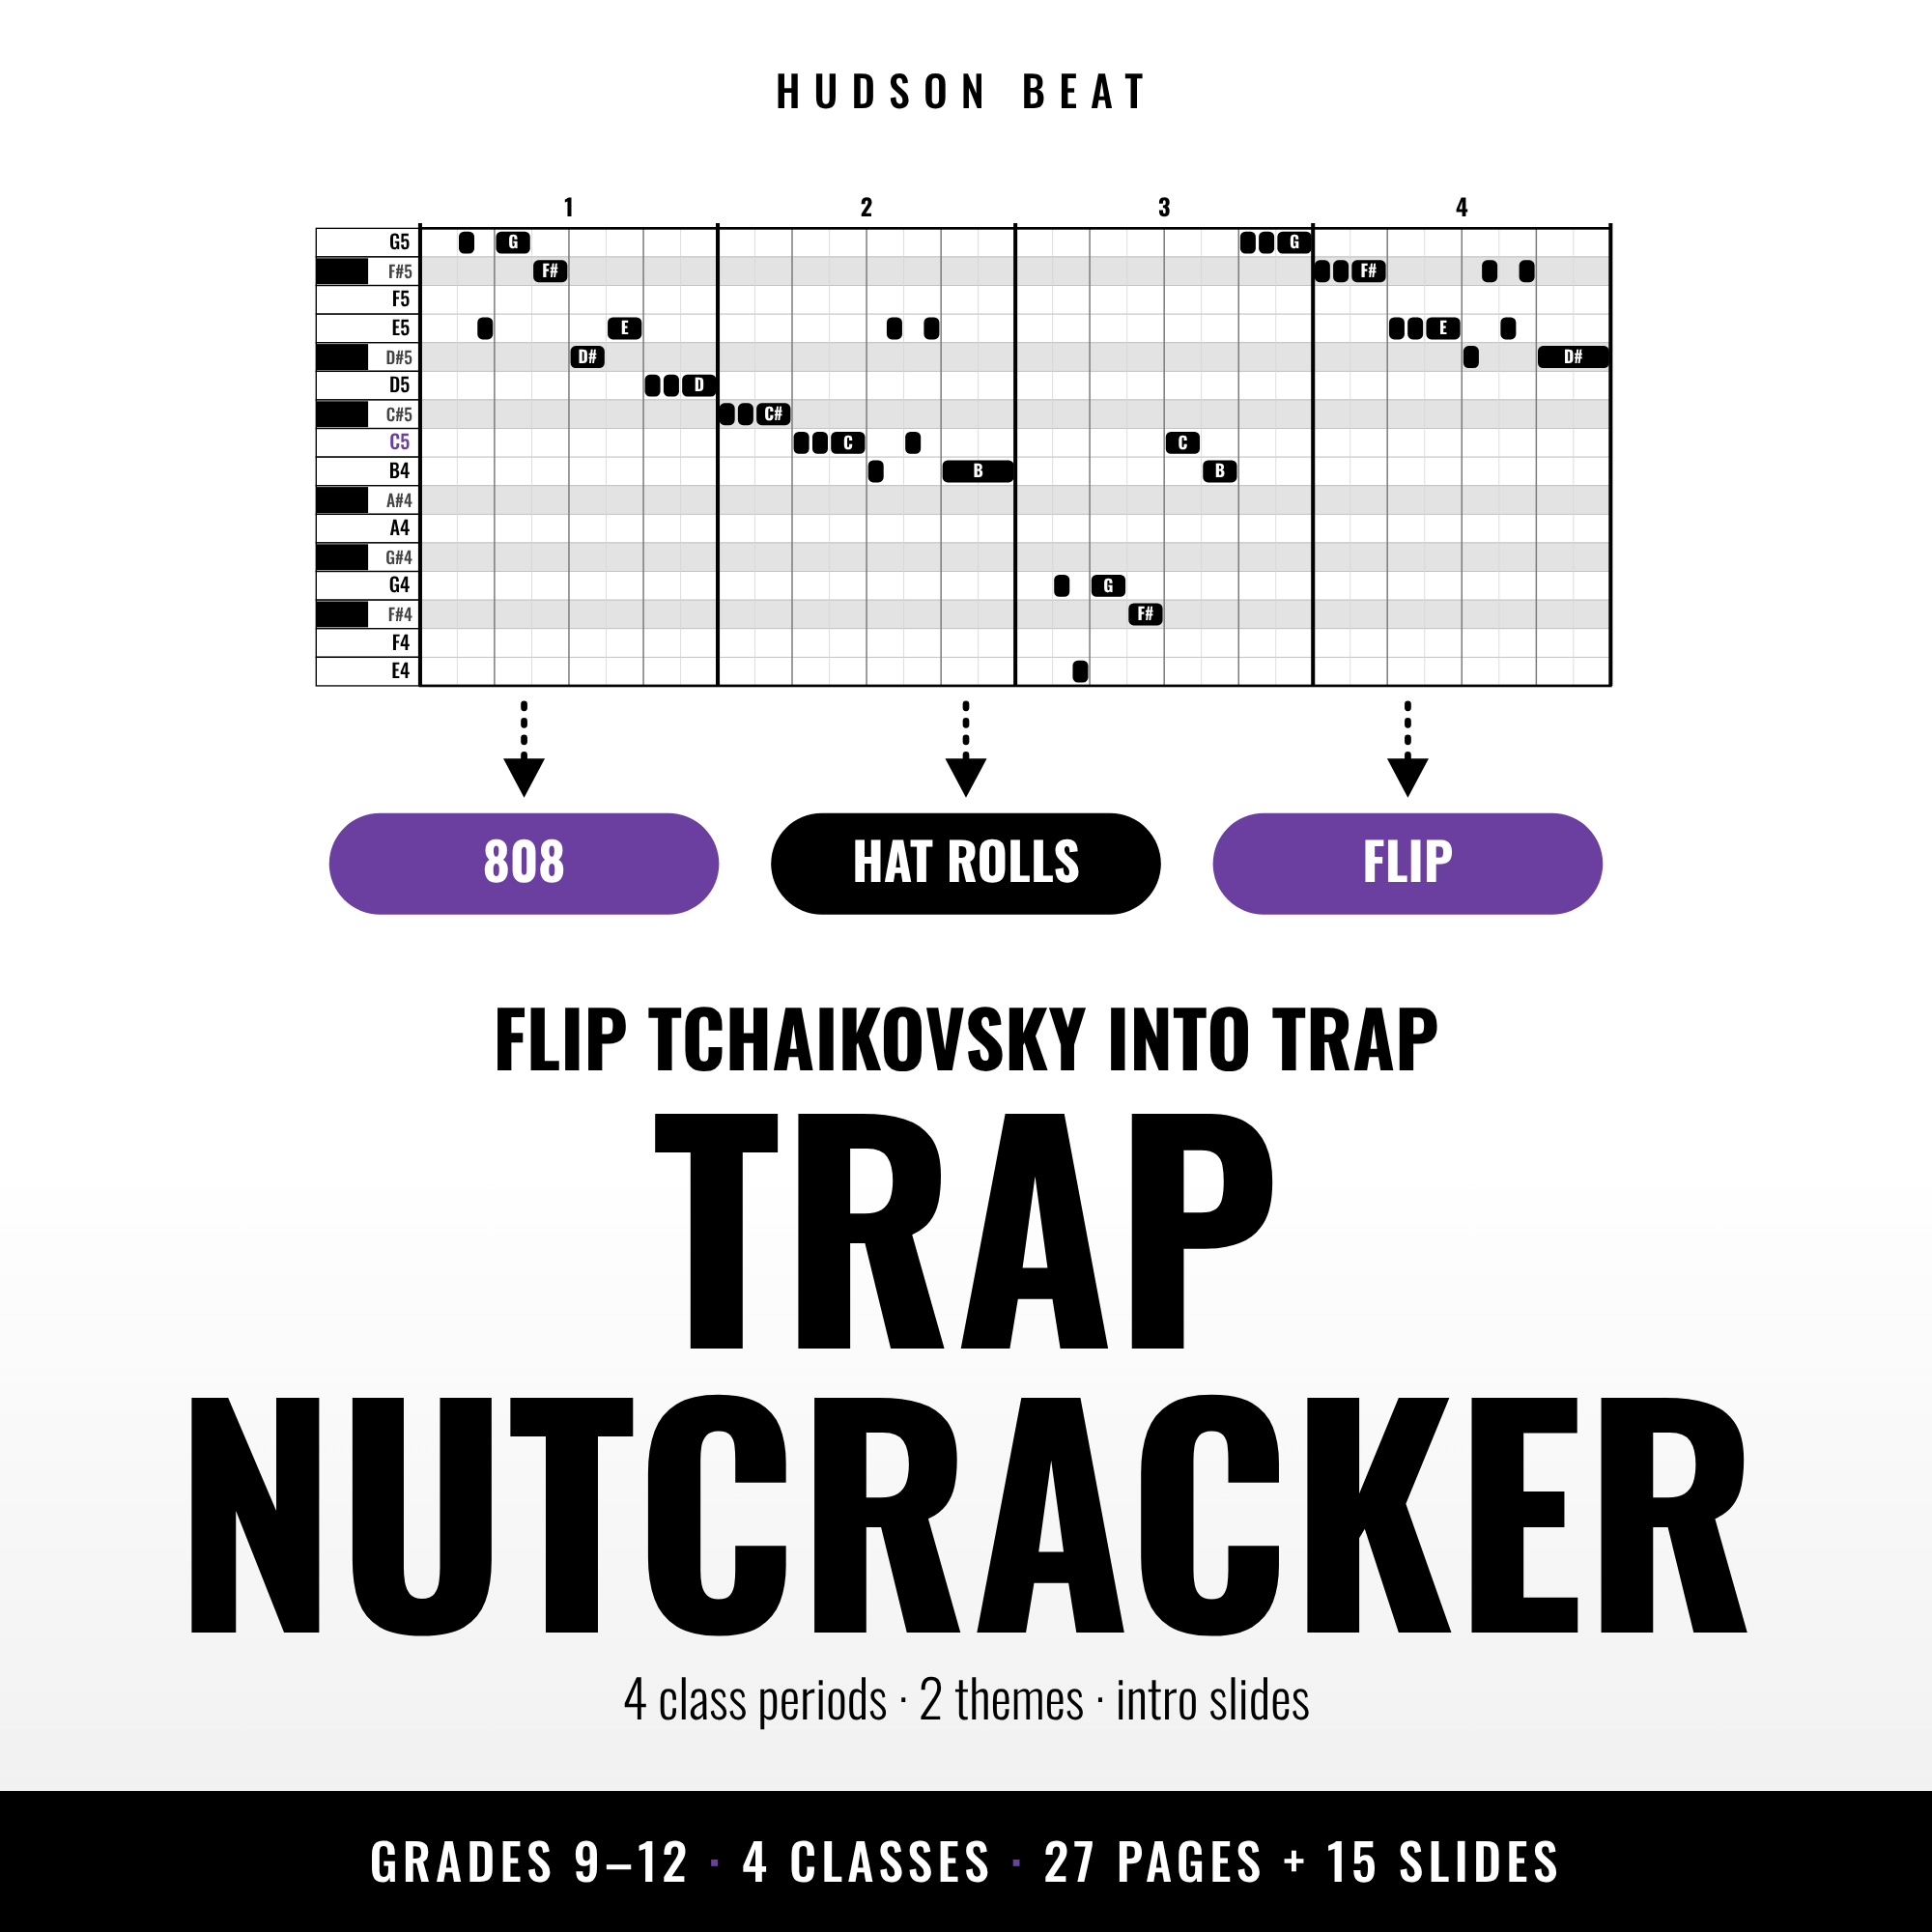 HUDSON BEAT
1 2 3 4
G5 G G
F#5 F# F#
F5
E5 E E
D#5 D# D#
D5 D
C#5 C#
C5 C C
B4 B B
A#4
A4
G#4
G4 G
F#4 F#
F4
E4
808 HAT ROLLS FLIP
FLIP TCHAIKOVSKY INTO TRAP
TRAP
NUTCRACKER
4 class periods · 2 themes · intro slides
GRADES 9–12 · 4 CLASSES · 27 PAGES + 15 SLIDES